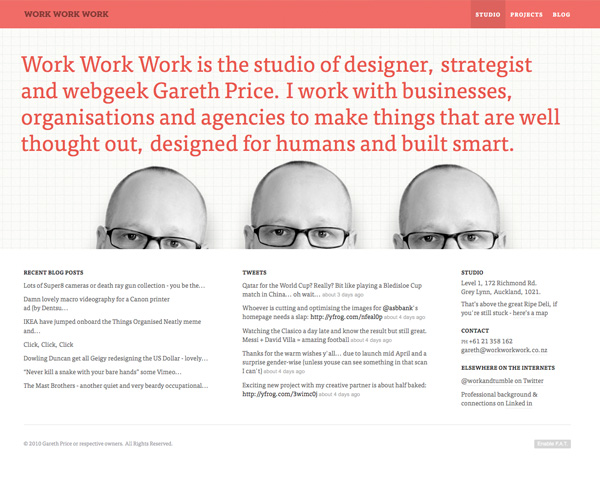 WORK WORK WORK
STUDIO PROJECTS BLOG
Work Work Work is the studio of designer, strategist
and webgeek Gareth Price. I work with businesses,
organisations and agencies to make things that are well
thought out, designed for humans and built smart.
RECENT BLOG POSTS
Lots of Super8 cameras or death ray gun collection - you be the…
Damn lovely macro videography for a Canon printer
ad (by Dentsu…
IKEA have jumped onboard the Things Organised Neatly meme
and…
Click, Click, Click
Dowling Duncan get all Geigy redesigning the US Dollar - lovely…
"Never kill a snake with your bare hands" some Vimeo…
The Mast Brothers - another quiet and very beardy occupational…
TWEETS
Qatar for the World Cup? Really? Bit like playing a Bledisloe Cup
match in China… oh wait… about 3 days ago
Whoever is cutting and optimising the images for @asbbank's
homepage needs a slap: http://yfrog.com/nfeal0p about 4 days ago
Watching the Clasico a day late and know the result but still great.
Messi + David Villa = amazing football about 4 days ago
Thanks for the warm wishes y'all… due to launch mid April and a
surprise gender-wise (unless youse can see something in that scan
I can't) about 4 days ago
Exciting new project with my creative partner is about half baked:
http://yfrog.com/3wimc0j about 4 days ago
STUDIO
Level 1, 172 Richmond Rd.
Grey Lynn, Auckland, 1021.
That's above the great Ripe Deli, if
you're still stuck - here's a map
CONTACT
PH +61 21 358 162
gareth@workworkwork.co.nz
ELSEWHERE ON THE INTERNETS
@workandtumble on Twitter
Professional background &
connections on Linked in
© 2010 Gareth Price or respective owners. All Rights Reserved.
Enable F.A.T.